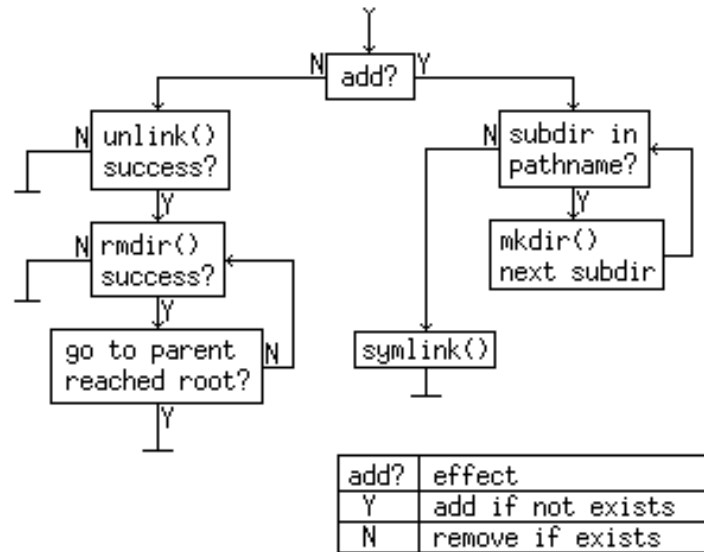 Y
N add? Y
N unlink()
success?
Y
N rmdir()
success?
Y
go to parent N
reached root?
Y
N subdir in
pathname?
Y
mkdir()
next subdir
symlink()
add? effect
Y add if not exists
N remove if exists